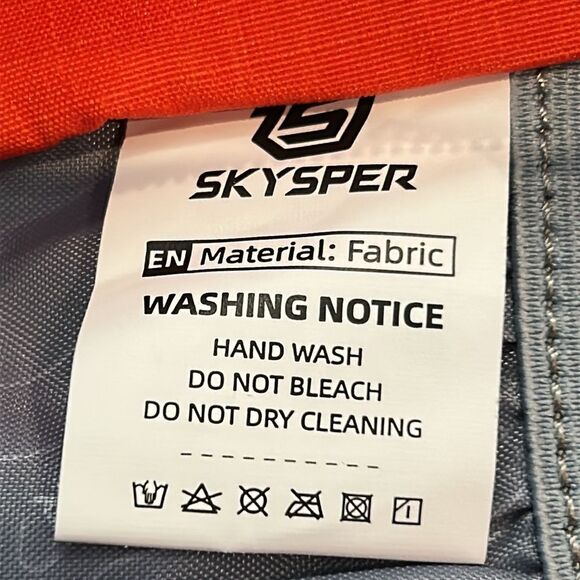 SKYSPER
EN Material: Fabric
WASHING NOTICE
HAND WASH
DO NOT BLEACH
DO NOT DRY CLEANING